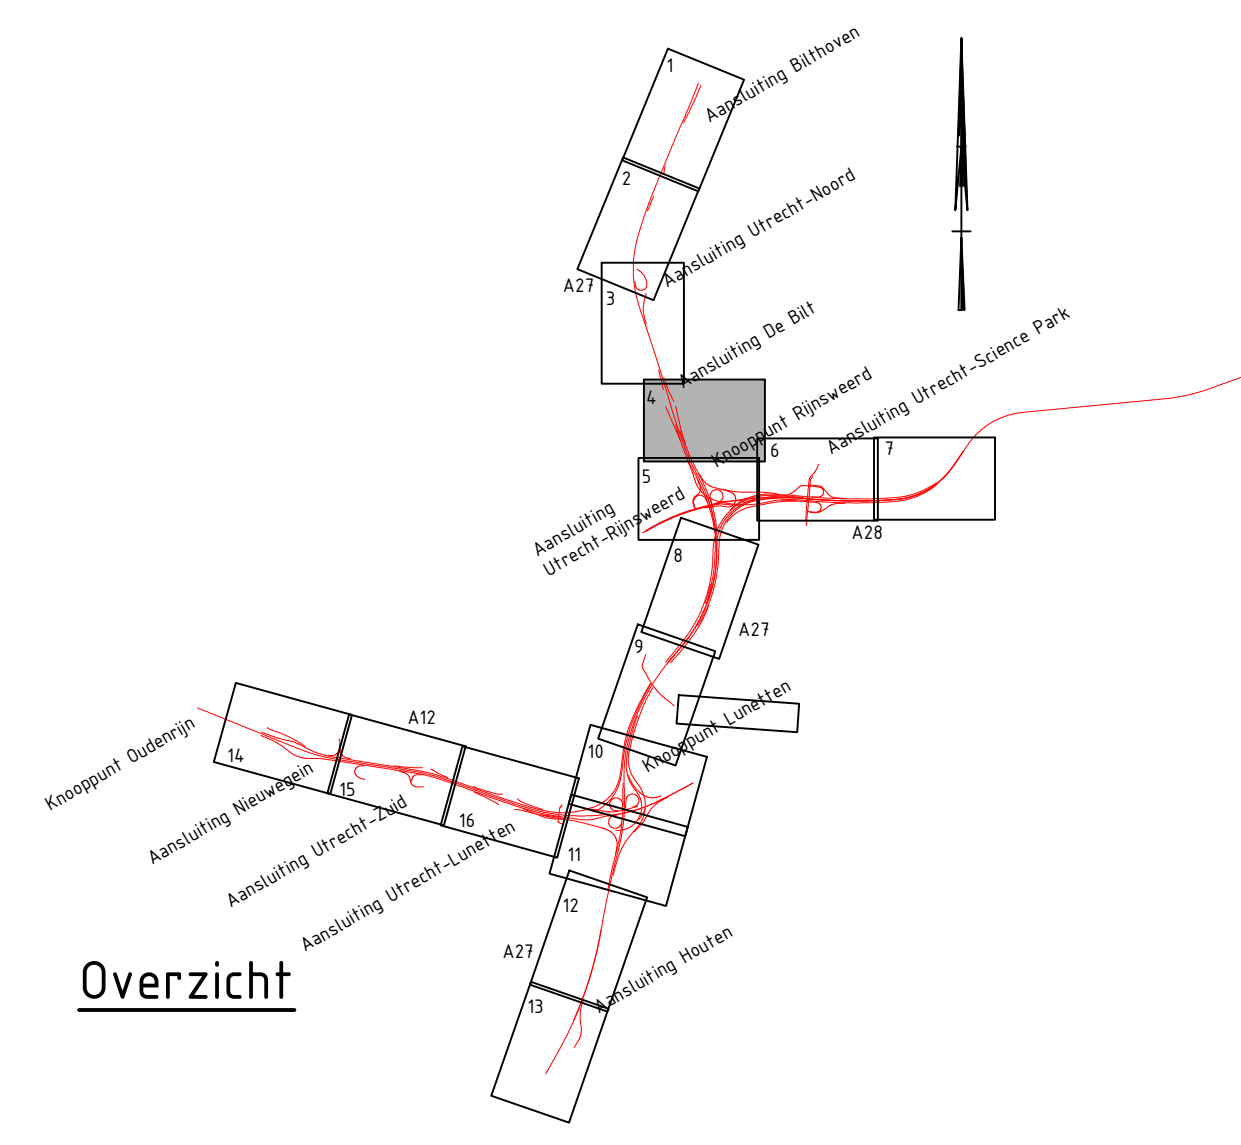 1
Aansluiting Bilthoven
2
Aansluiting Utrecht-Noord
A27
3
Aansluiting De Bilt
4
Knooppunt Rijnsweerd
Aansluiting Utrecht-Science Park
5
6
7
Aansluiting
Utrecht-Rijnsweerd
A28
8
A27
9
Knooppunt Lunetten
10
A12
Knooppunt Oudenrijn
14
Aansluiting Nieuwegein
15
Aansluiting Utrecht-Zuid
16
Aansluiting Utrecht-Lunetten
11
12
A27
Aansluiting Houten
13
Overzicht